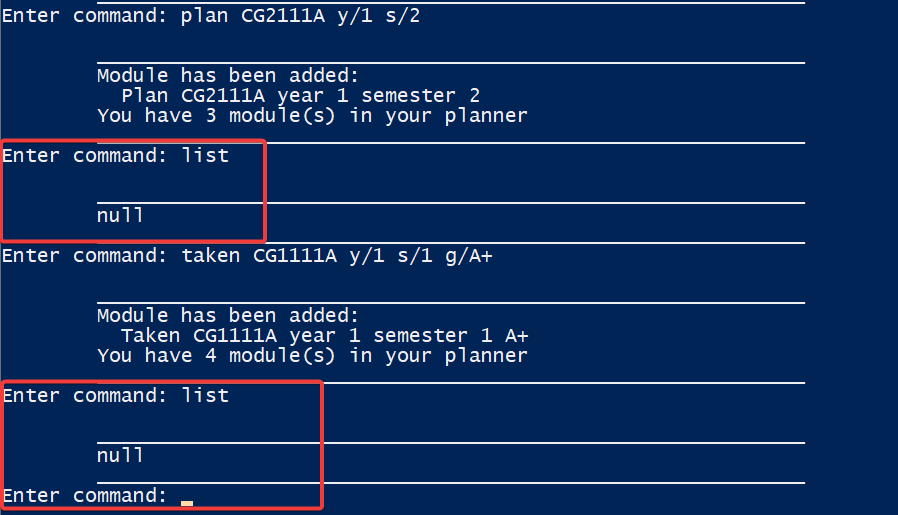 Enter command: plan CG2111A y/1 s/2
Module has been added:
Plan CG2111A year 1 semester 2
You have 3 module(s) in your planner
Enter command: list
null
Enter command: taken CG1111A y/1 s/1 g/A+
Module has been added:
Taken CG1111A year 1 semester 1 A+
You have 4 module(s) in your planner
Enter command: list
null
Enter command: